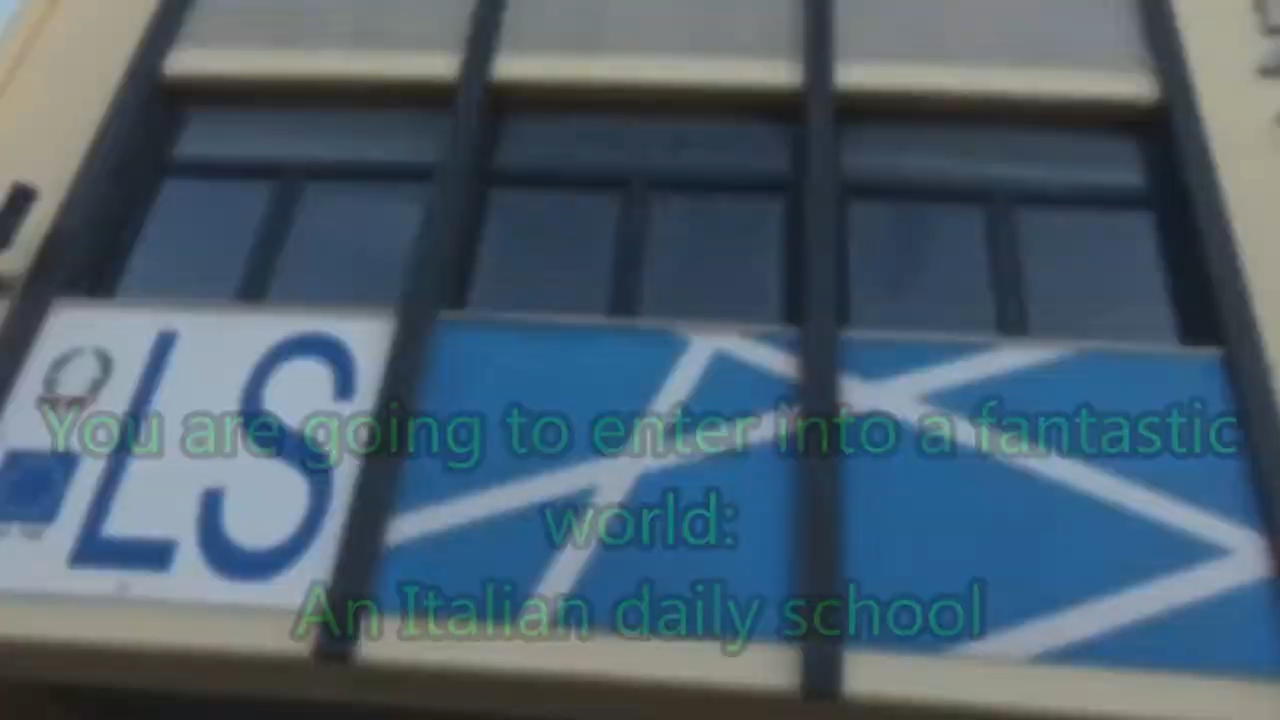 LS
You are going to enter into a fantastic
world:
An Italian daily school